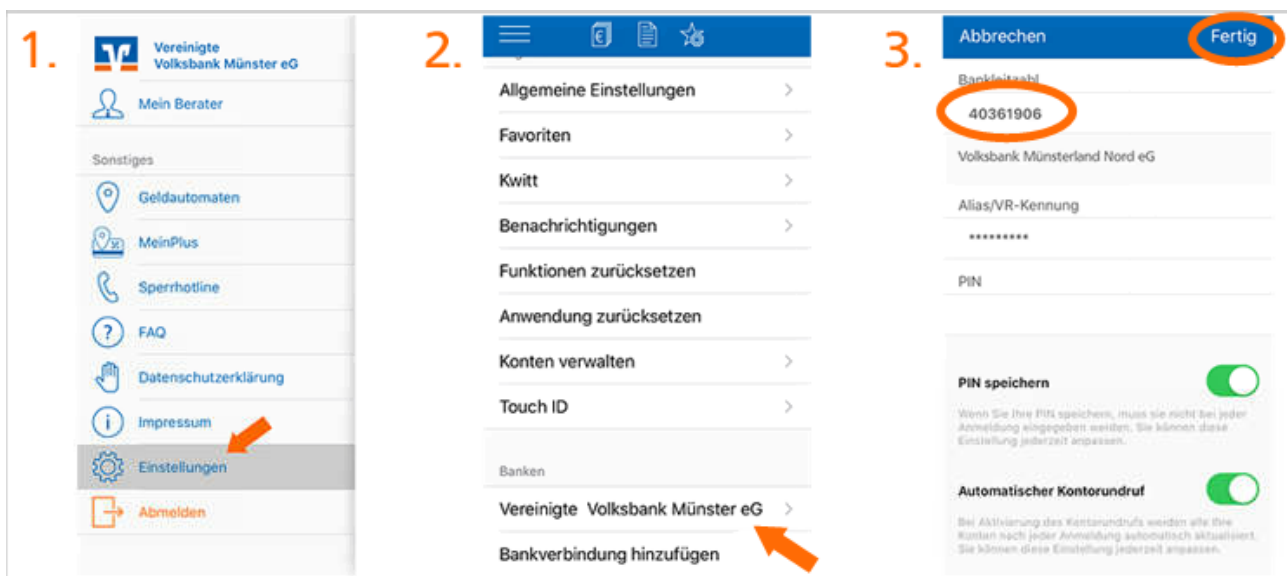 1.
Vereinigte
Volksbank Münster eG
Mein Berater
Sonstiges
Geldautomaten
MeinPlus
Sperrhotline
FAQ
Datenschutzerklärung
Impressum
Einstellungen
Abmelden
2.
Allgemeine Einstellungen
Favoriten
Kwitt
Benachrichtigungen
Funktionen zurücksetzen
Anwendung zurücksetzen
Konten verwalten
Touch ID
Banken
Vereinigte Volksbank Münster eG
Bankverbindung hinzufügen
3.
Abbrechen Fertig
Bankleitzahl
40361906
Volksbank Münsterland Nord eG
Alias/VR-Kennung
*********
PIN
PIN speichern
Wenn Sie Ihre PIN speichern, muss sie nicht bei jeder
Anmeldung eingegeben werden. Sie können diese
Einstellung jederzeit anpassen.
Automatischer Kontorundruf
Bei Aktivierung des Kontorundrufs werden alle Ihre
Konten nach jeder Anmeldung automatisch aktualisiert.
Sie können diese Einstellung jederzeit anpassen.